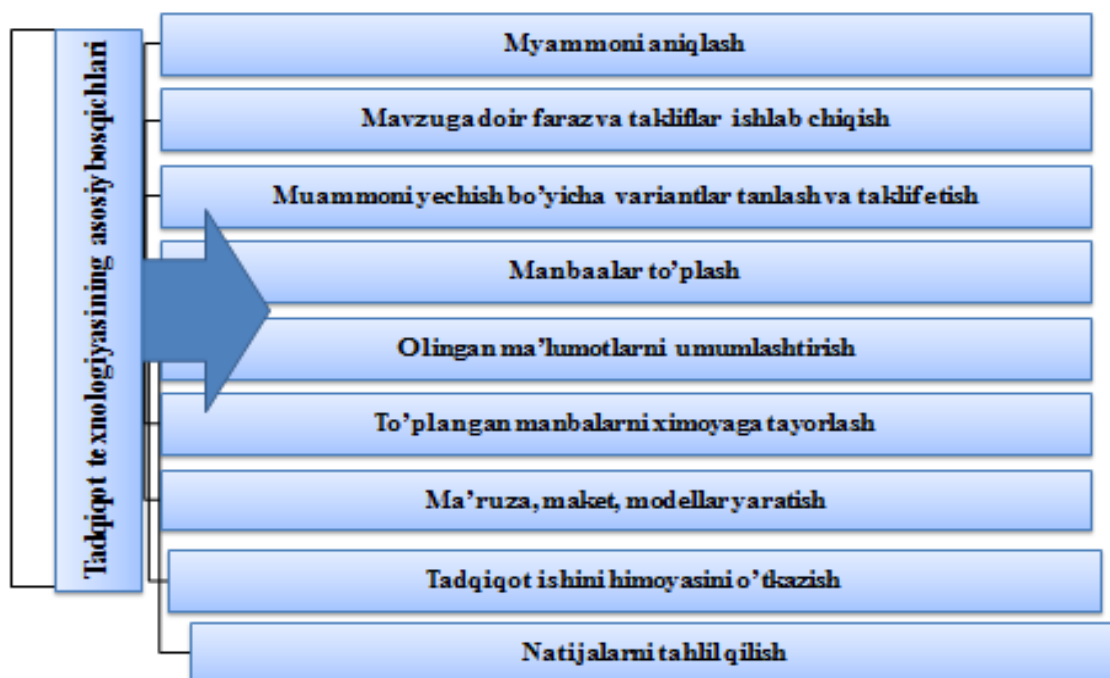 Tadqiqot texnologiyasining asosiy bosqichlari
Myammoni aniqlash
Mavzuga doir faraz va takliflar ishlab chiqish
Muammoni yechish bo’yicha variantlar tanlash va taklif etish
Manbaalar to’plash
Olingan ma’lumotlarni umumlashtirish
To’plangan manbalarni ximoyaga tayorlash
Ma’ruza, maket, modellar yaratish
Tadqiqot ishini himoyasini o’tkazish
Natijalarni tahlil qilish